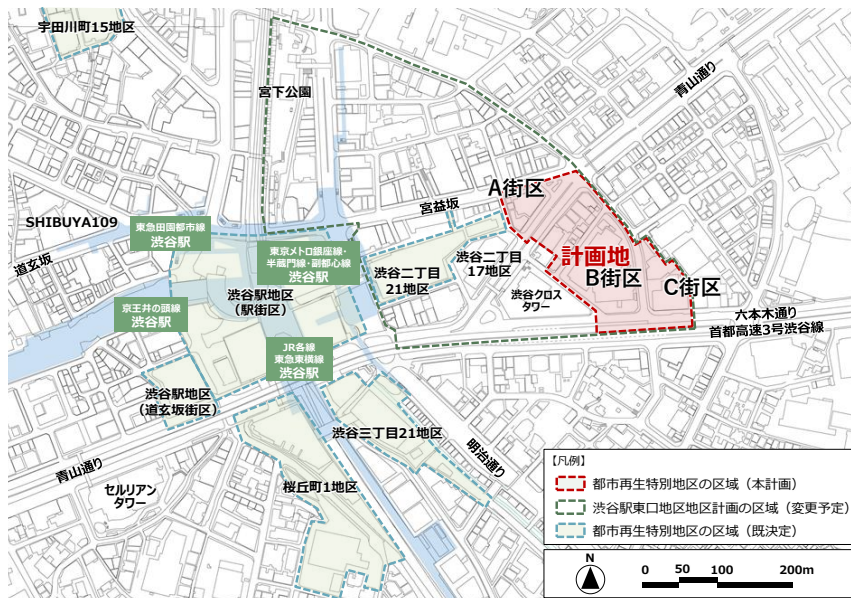 宇田川町15地区
宮下公園
青山通り
A街区
宮益坂
SHIBUYA109
東急田園都市線
渋谷駅
道玄坂
東京メトロ銀座線・
半蔵門線・副都心線
渋谷駅
渋谷二丁目
21地区
渋谷二丁目
17地区
計画地
B街区
C街区
渋谷駅地区
(駅街区)
渋谷クロス
タワー
京王井の頭線
渋谷駅
六本木通り
首都高速3号渋谷線
JR各線
東急東横線
渋谷駅
渋谷駅地区
(道玄坂街区)
渋谷三丁目21地区
明治通り
青山通り
セルリアン
タワー
桜丘町1地区
【凡例】
都市再生特別地区の区域(本計画)
渋谷駅東口地区地区計画の区域(変更予定)
都市再生特別地区の区域(既決定)
N
0 50 100 200m